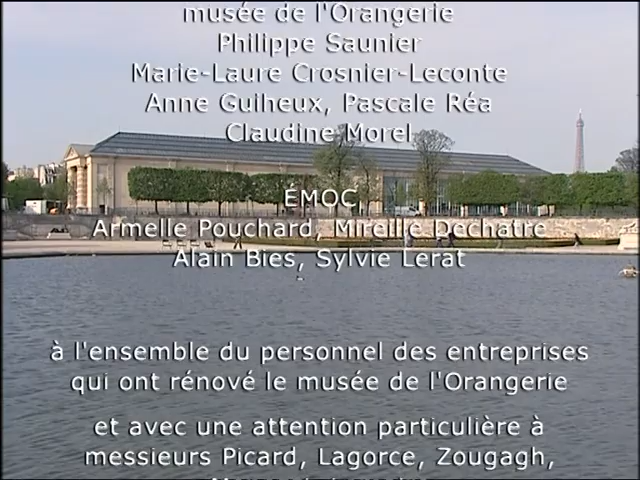 musée de l'Orangerie
Philippe Saunier
Marie-Laure Crosnier-Leconte
Anne Guiheux, Pascale Réa
Claudine Morel
ÉMOC
Armelle Pouchard, Mireille Dechatre
Alain Bies, Sylvie Lerat
à l'ensemble du personnel des entreprises
qui ont rénové le musée de l'Orangerie
et avec une attention particulière à
messieurs Picard, Lagorce, Zougagh,